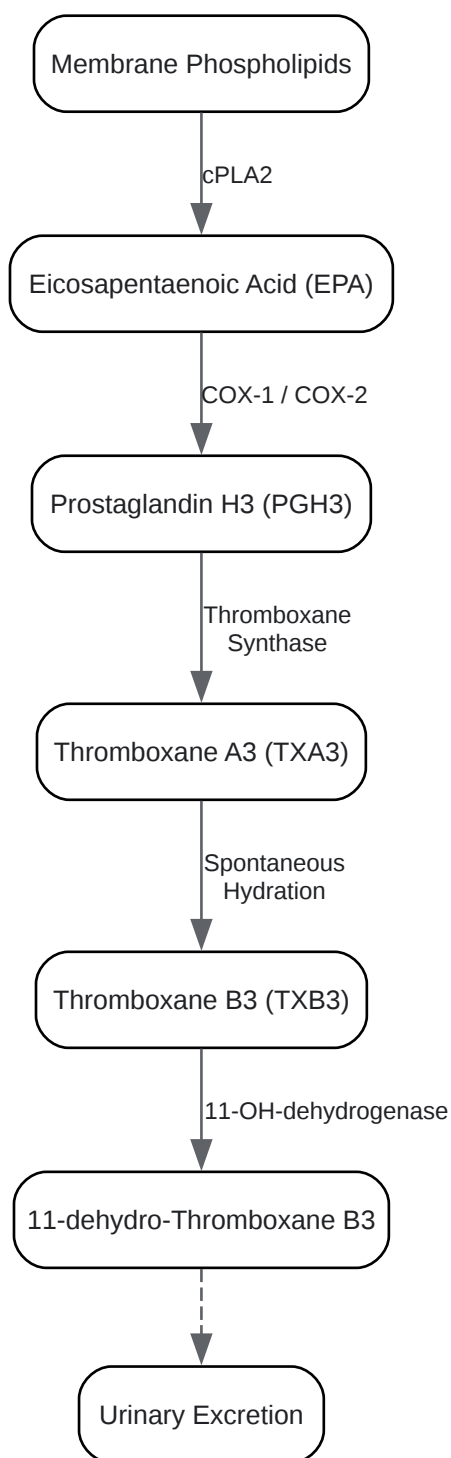 Membrane Phospholipids
cPLA2
Eicosapentaenoic Acid (EPA)
COX-1 / COX-2
Prostaglandin H3 (PGH3)
Thromboxane
Synthase
Thromboxane A3 (TXA3)
Spontaneous
Hydration
Thromboxane B3 (TXB3)
11-OH-dehydrogenase
11-dehydro-Thromboxane B3
Urinary Excretion